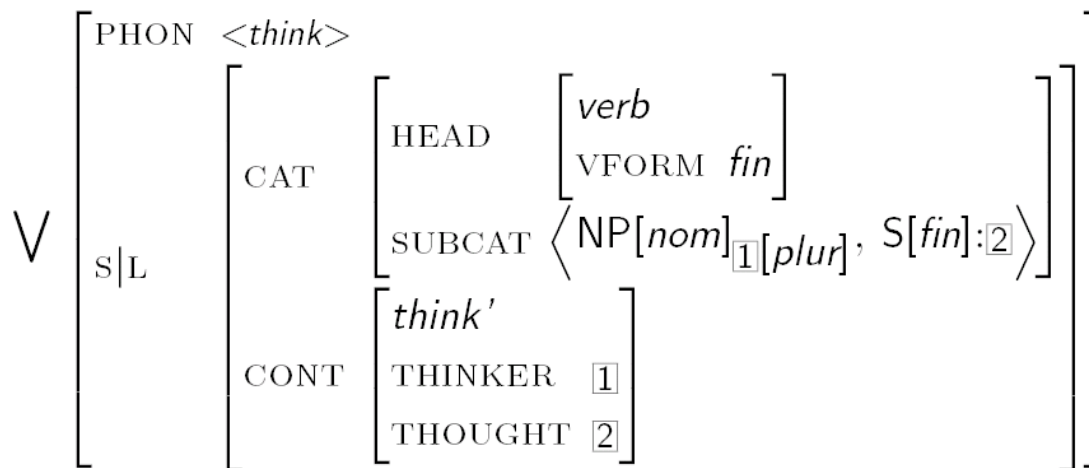 PHON <think>
HEAD verb
VFORM fin
CAT
SUBCAT ⟨NP[nom]1[plur], S[fin]:2⟩
∨ S|L
think’
CONT THINKER 1
THOUGHT 2